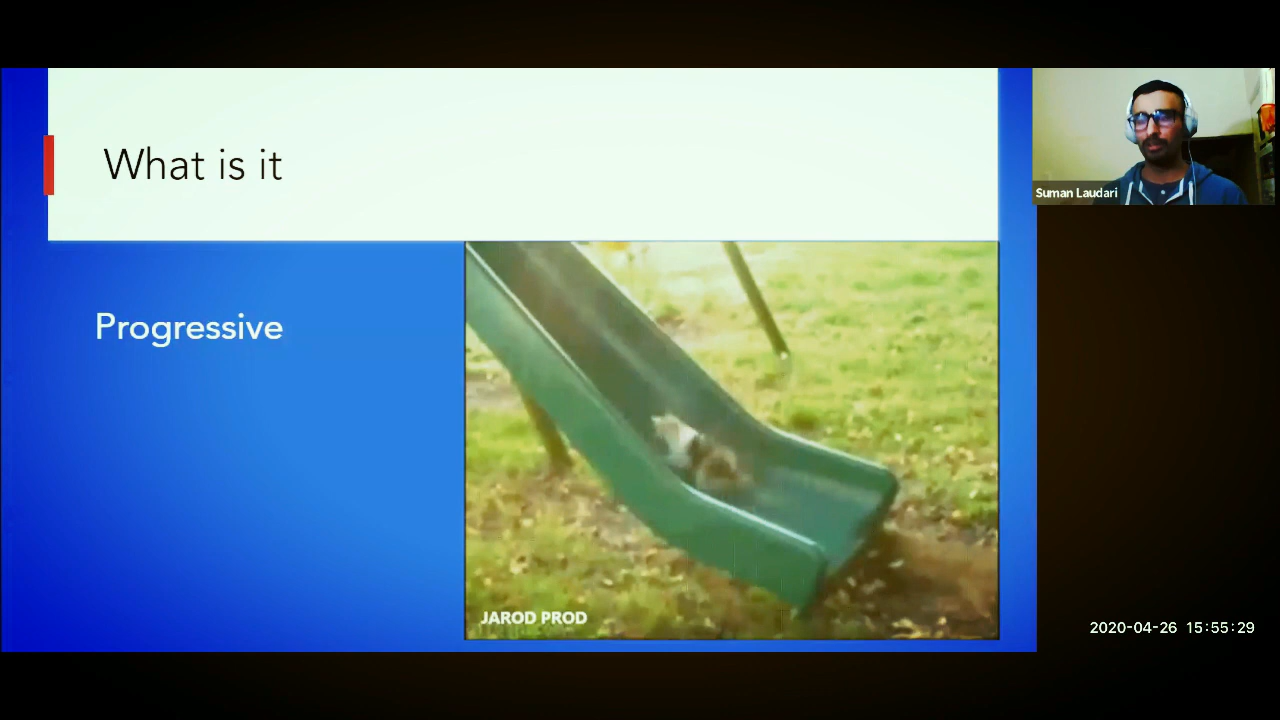 What is it
Suman Laudari
Progressive
JAROD PROD
2020-04-26 15:55:29